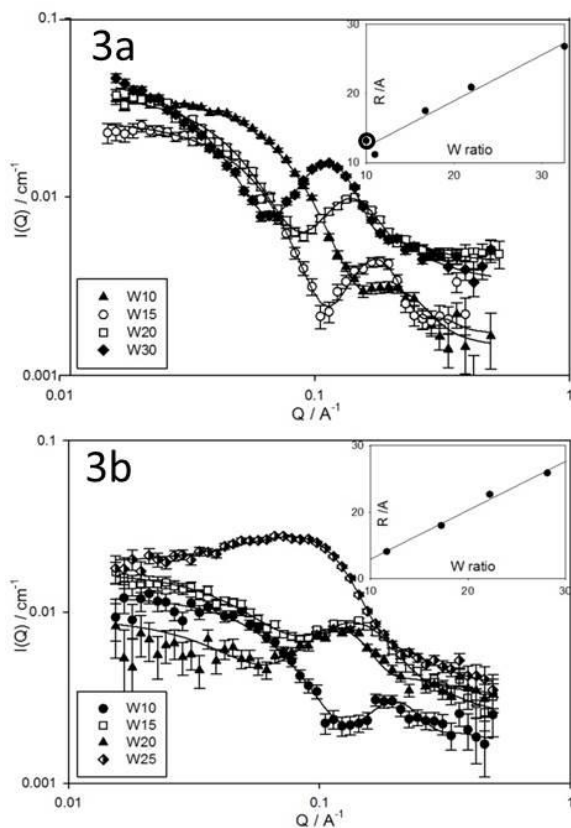 3a
0.1
0.01
0.001
I(Q) / cm⁻¹
0.01
0.1
1
Q / A⁻¹
W10
W15
W20
W30
30
20
10
R /A
10
20
30
W ratio
3b
0.1
0.01
0.001
I(Q) / cm⁻¹
0.01
0.1
1
Q / A⁻¹
W10
W15
W20
W25
30
20
10
R /A
10
20
30
W ratio